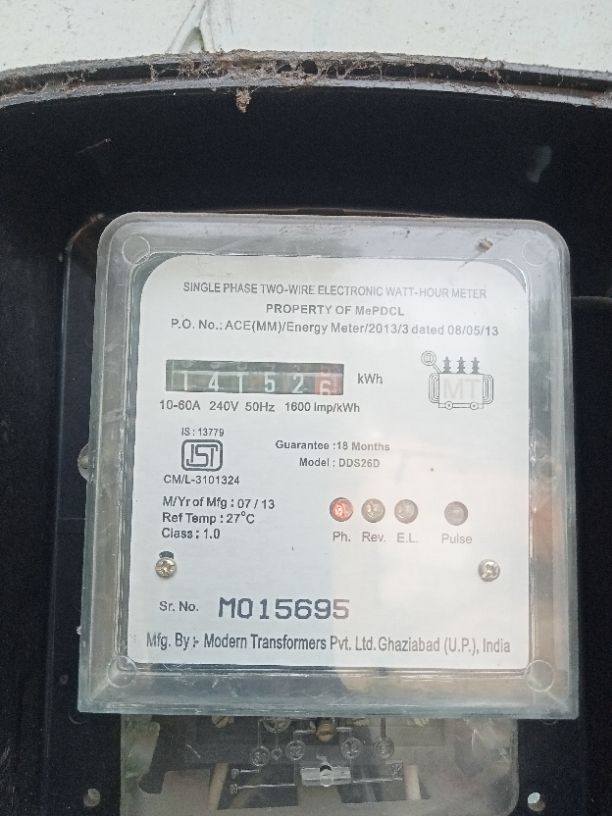 SINGLE PHASE TWO-WIRE ELECTRONIC WATT-HOUR METER
PROPERTY OF MePDCL
P.O. No.: ACE(MM)/Energy Meter/2013/3 dated 08/05/13
141526 kWh
MT
10-60A 240V 50Hz 1600 Imp/kWh
IS : 13779
Guarantee : 18 Months
Model : DDS26D
CM/L-3101324
M/Yr of Mfg : 07 / 13
Ref Temp : 27°C
Class : 1.0
Ph. Rev. E.L. Pulse
Sr. No. M015695
Mfg. By :- Modern Transformers Pvt. Ltd. Ghaziabad (U.P.), India